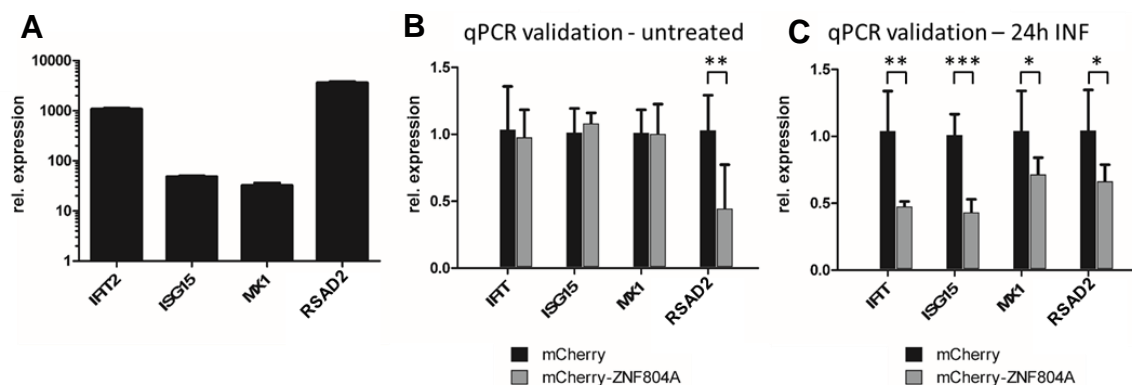 A
rel. expression
10000
1000
100
10
1
IFIT2
ISG15
MX1
RSAD2
B
qPCR validation - untreated
rel. expression
1.5
1.0
0.5
0.0
**
IFIT
ISG15
MX1
RSAD2
mCherry
mCherry-ZNF804A
C
qPCR validation – 24h INF
rel. expression
1.5
1.0
0.5
0.0
** *** * *
IFIT
ISG15
MX1
RSAD2
mCherry
mCherry-ZNF804A